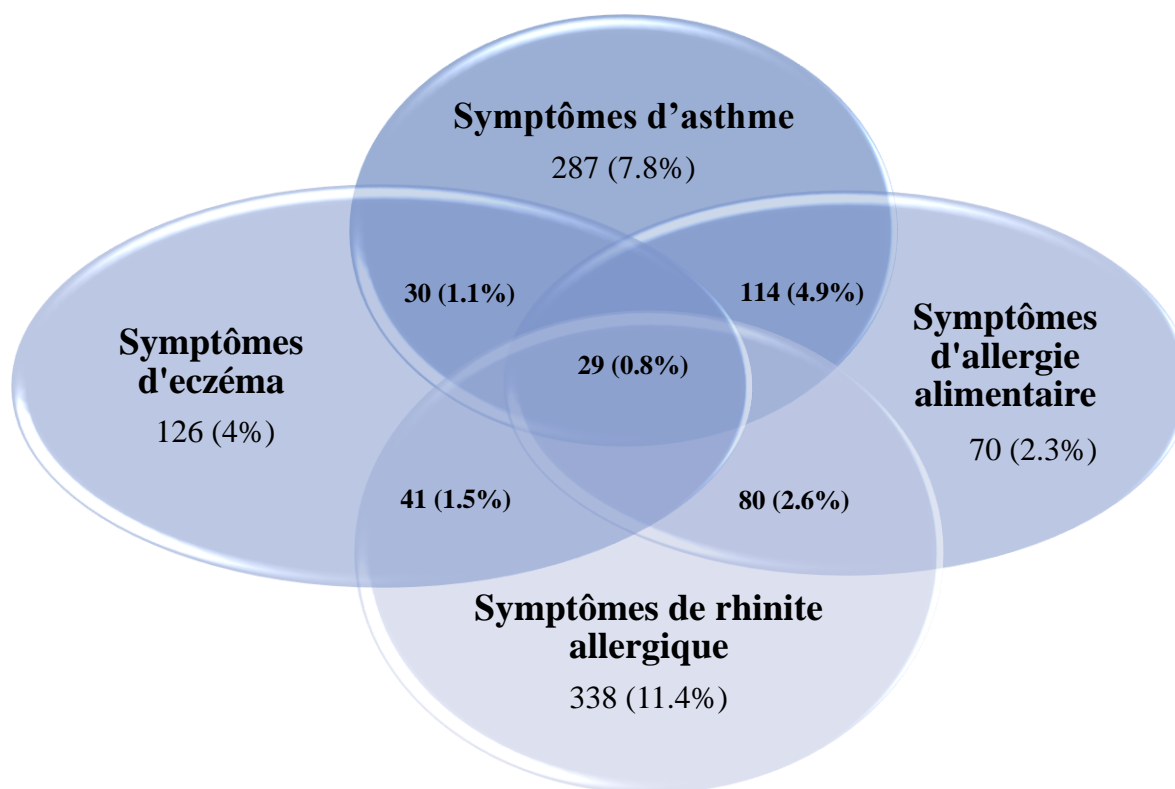 Symptômes d’asthme
287 (7.8%)
30 (1.1%)
114 (4.9%)
Symptômes
d'eczéma
126 (4%)
Symptômes
d'allergie
alimentaire
70 (2.3%)
29 (0.8%)
41 (1.5%)
80 (2.6%)
Symptômes de rhinite
allergique
338 (11.4%)